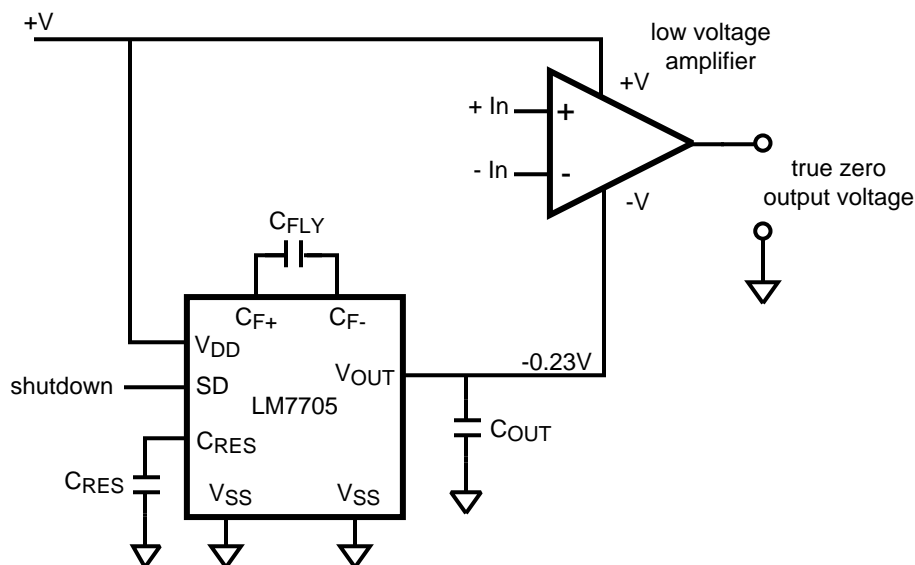 +V
low voltage
amplifier
+V
+ In
+
- In
-
-V
true zero
output voltage
CFLY
CF+
CF-
VDD
shutdown
SD
VOUT
-0.23V
LM7705
CRES
COUT
CRES
VSS
VSS